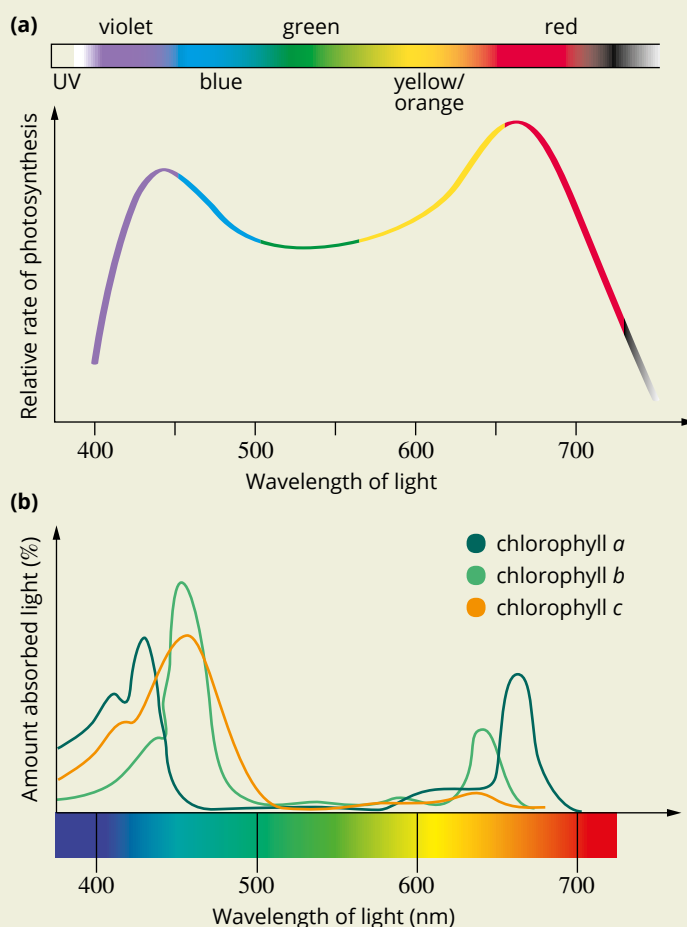 (a)
violet green red
UV blue yellow/
orange
Relative rate of photosynthesis
400 500 600 700
Wavelength of light
(b)
Amount absorbed light (%)
chlorophyll a
chlorophyll b
chlorophyll c
400 500 600 700
Wavelength of light (nm)